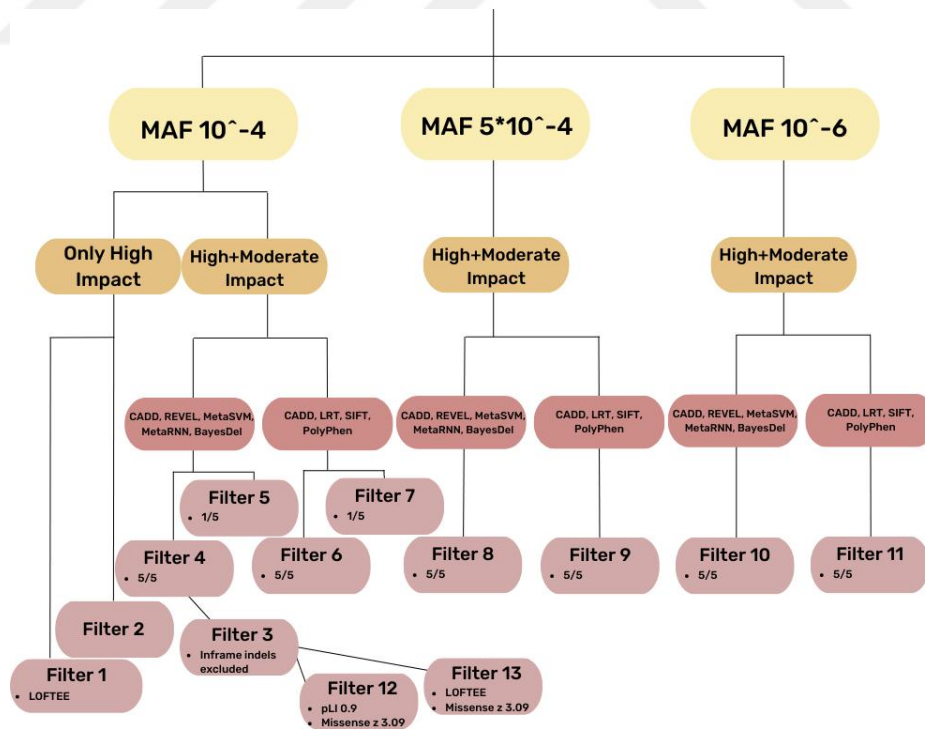 MAF 10^-4
MAF 5*10^-4
MAF 10^-6
Only High
Impact
High+Moderate
Impact
High+Moderate
Impact
High+Moderate
Impact
CADD, REVEL, MetaSVM,
MetaRNN, BayesDel
CADD, LRT, SIFT,
PolyPhen
CADD, REVEL, MetaSVM,
MetaRNN, BayesDel
CADD, LRT, SIFT,
PolyPhen
CADD, REVEL, MetaSVM,
MetaRNN, BayesDel
CADD, LRT, SIFT,
PolyPhen
Filter 5
• 1/5
Filter 7
• 1/5
Filter 4
• 5/5
Filter 6
• 5/5
Filter 8
• 5/5
Filter 9
• 5/5
Filter 10
• 5/5
Filter 11
• 5/5
Filter 2
Filter 3
• Inframe indels
excluded
Filter 1
• LOFTEE
Filter 12
• pLI 0.9
• Missense z 3.09
Filter 13
• LOFTEE
• Missense z 3.09